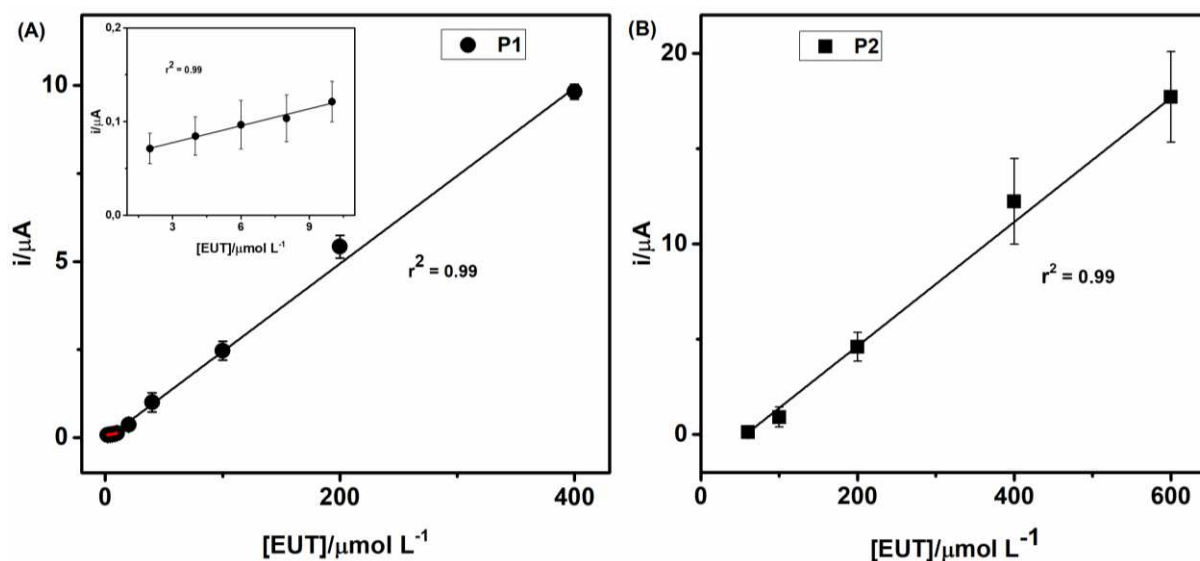 (A)
P1
10
5
0
i/μA
0 200 400
[EUT]/μmol L⁻¹
r² = 0.99
0,2
0,1
0,0
i/μA
r² = 0.99
3 6 9
[EUT]/μmol L⁻¹
(B)
P2
20
10
0
i/μA
r² = 0.99
0 200 400 600
[EUT]/μmol L⁻¹